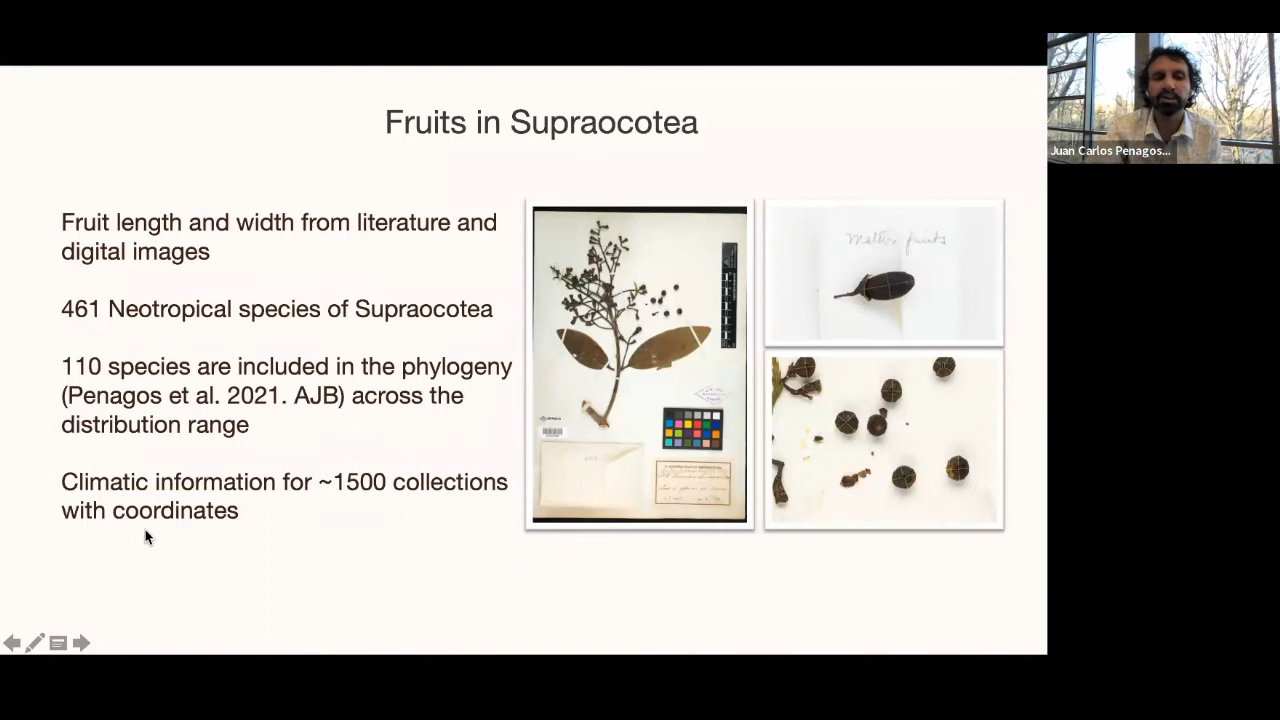 Fruits in Supraocotea
Juan Carlos Penagos...
Fruit length and width from literature and
digital images
461 Neotropical species of Supraocotea
110 species are included in the phylogeny
(Penagos et al. 2021. AJB) across the
distribution range
Climatic information for ~1500 collections
with coordinates
fruits